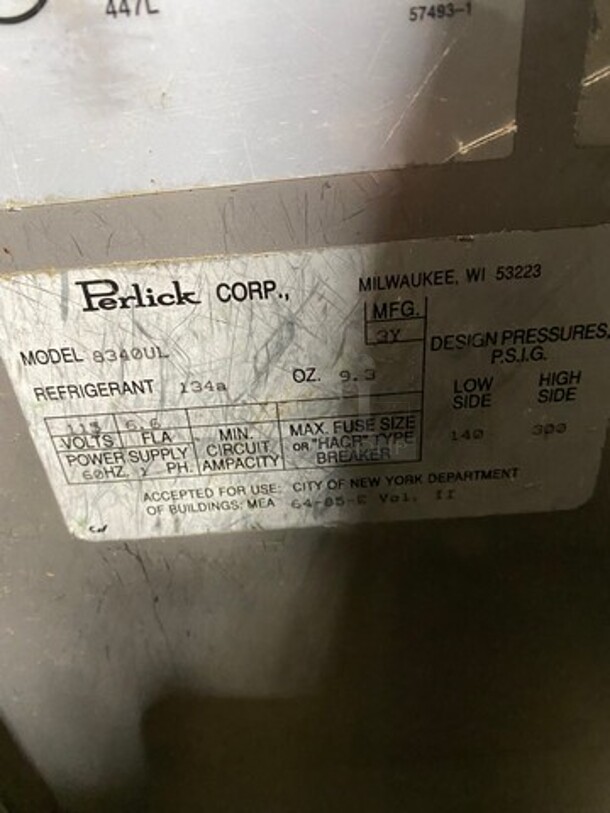 447L
57493-1
Perlick CORP., MILWAUKEE, WI 53223
MFG.
3Y
MODEL 8340UL
DESIGN PRESSURES,
P.S.I.G.
REFRIGERANT 134a OZ. 9.3
LOW SIDE
HIGH SIDE
140
300
115
VOLTS
FLA
POWER SUPPLY
60HZ, 1 PH.
MIN.
CIRCUIT
AMPACITY
MAX. FUSE SIZE
OR "HACR" TYPE
BREAKER
ACCEPTED FOR USE: CITY OF NEW YORK DEPARTMENT
OF BUILDINGS: MEA 64-85-E Vol. II